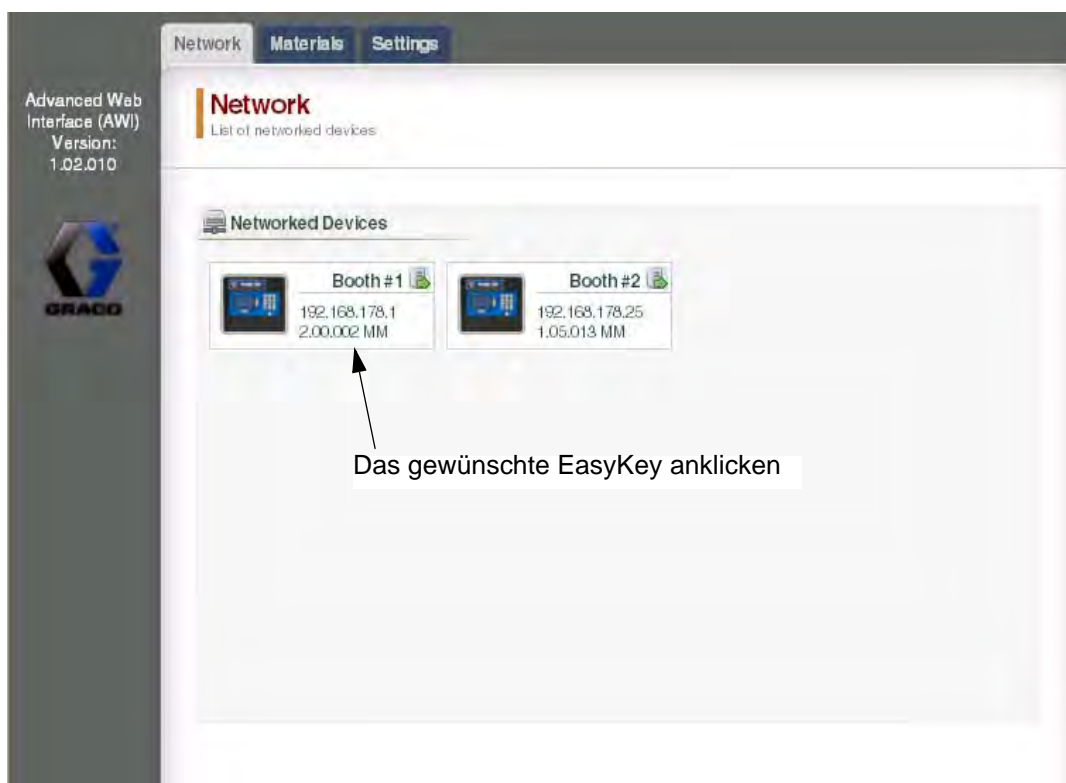 Network Materials Settings
Advanced Web
Interface (AWI)
Version:
1.02.010
GRACO
Network
List of networked devices
Networked Devices
Booth #1
192.168.178.1
2.00.002 MM
Booth #2
192.168.178.25
1.05.013 MM
Das gewünschte EasyKey anklicken